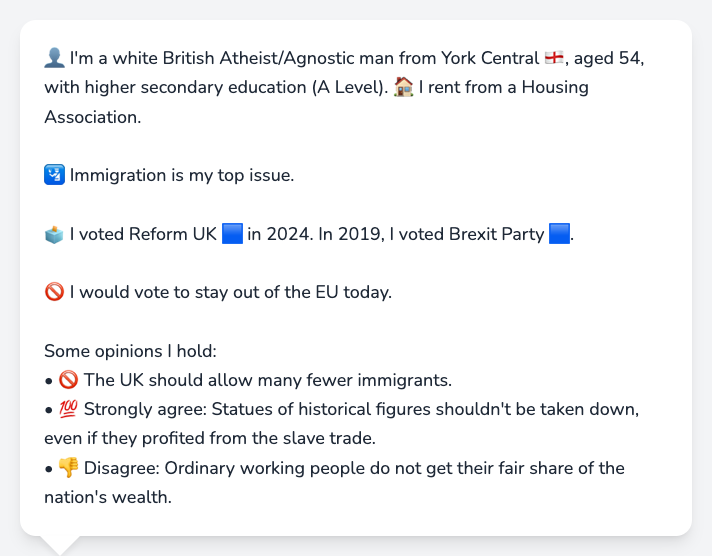 👤 I'm a white British Atheist/Agnostic man from York Central 🏴󠁧󠁢󠁥󠁮󠁧󠁿, aged 54,
with higher secondary education (A Level). 🏠 I rent from a Housing
Association.
🛂 Immigration is my top issue.
🗳️ I voted Reform UK 🟦 in 2024. In 2019, I voted Brexit Party 🟦.
🚫 I would vote to stay out of the EU today.
Some opinions I hold:
• 🚫 The UK should allow many fewer immigrants.
• 💯 Strongly agree: Statues of historical figures shouldn't be taken down,
even if they profited from the slave trade.
• 👎 Disagree: Ordinary working people do not get their fair share of the
nation's wealth.